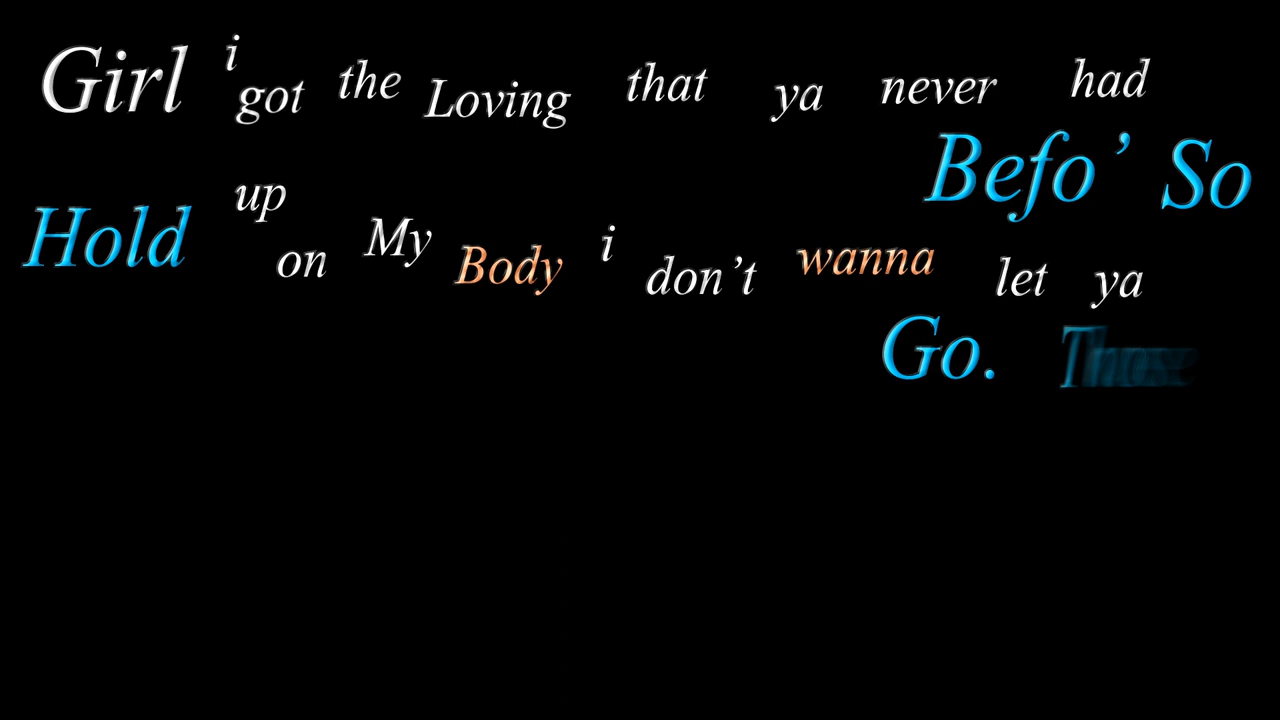 Girl i got the Loving that ya never had
Befo’ So
Hold up on My Body i don’t wanna let ya
Go.